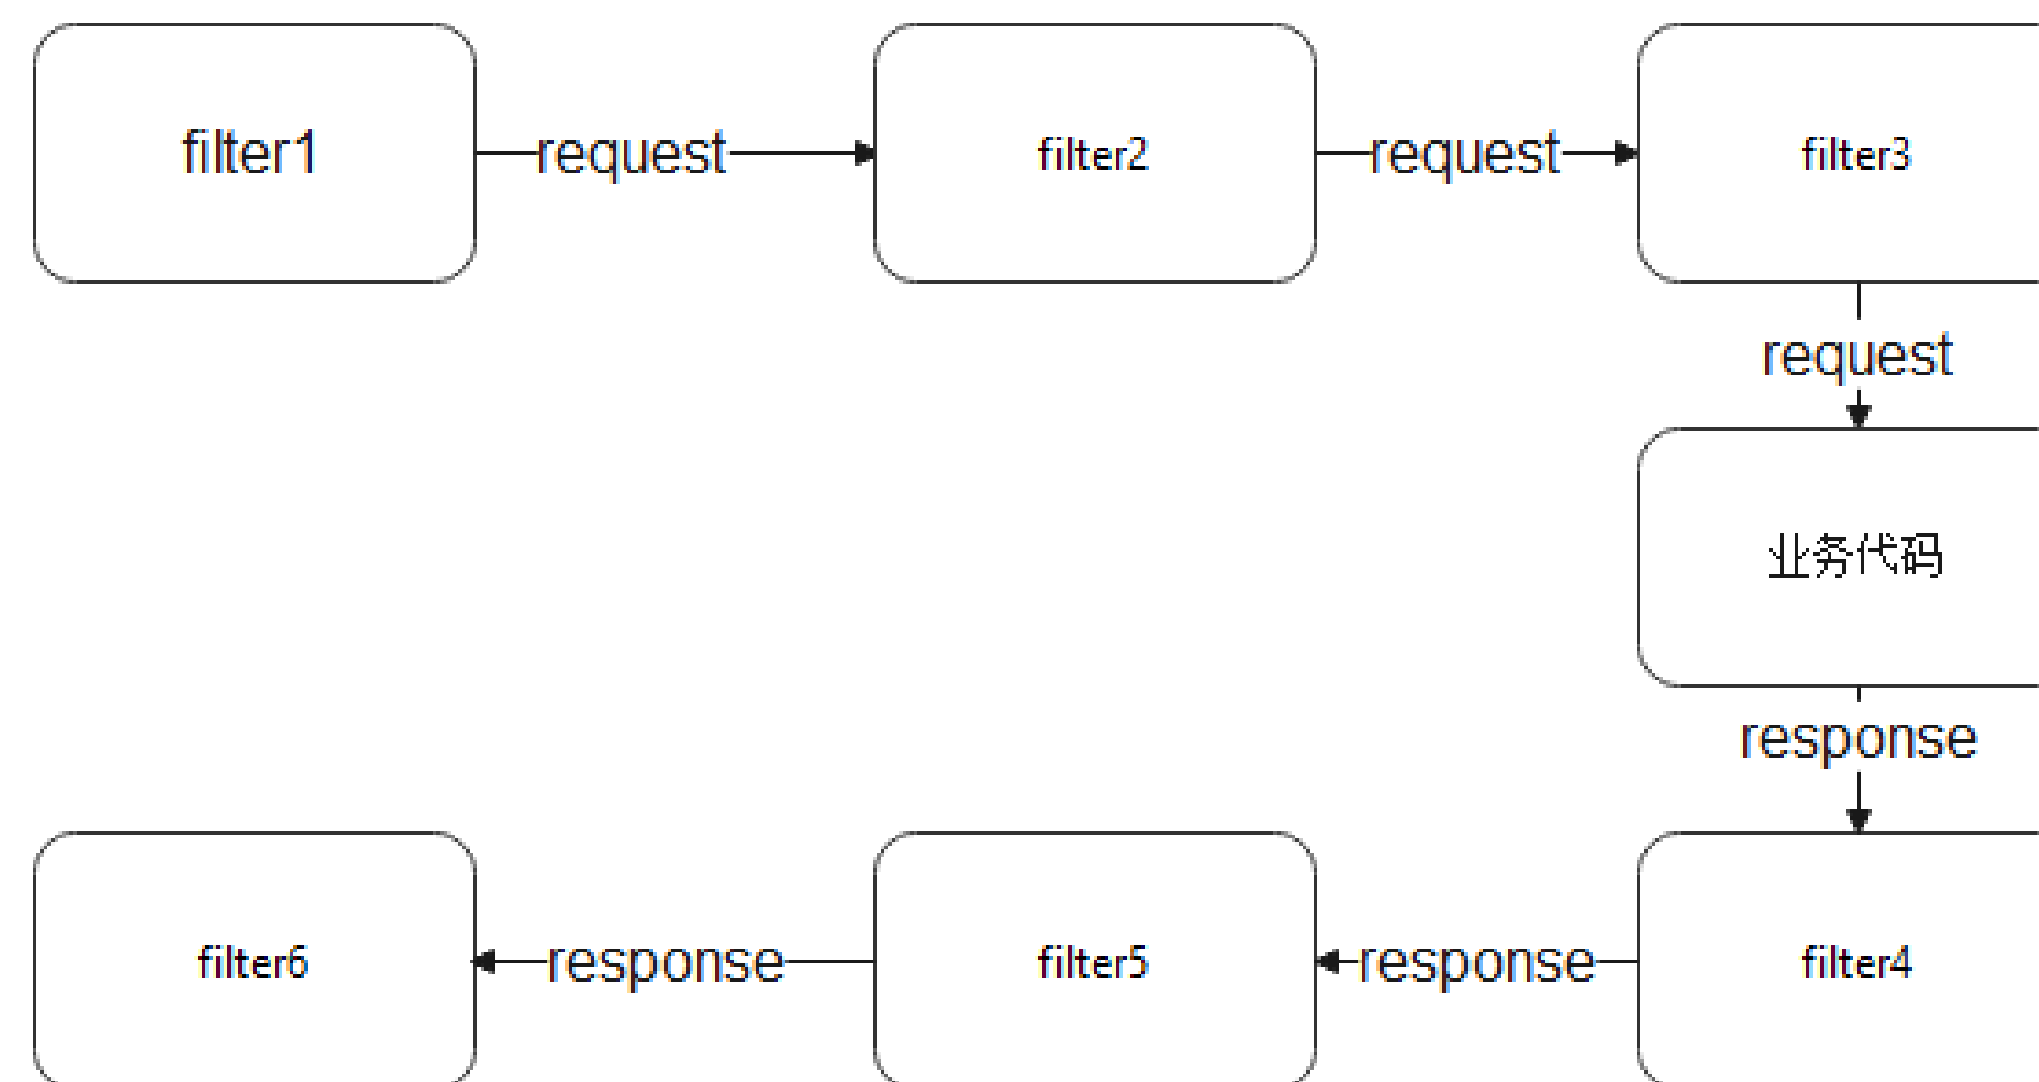 filter1
request
filter2
request
filter3
request
业务代码
response
filter4
response
filter5
response
filter6